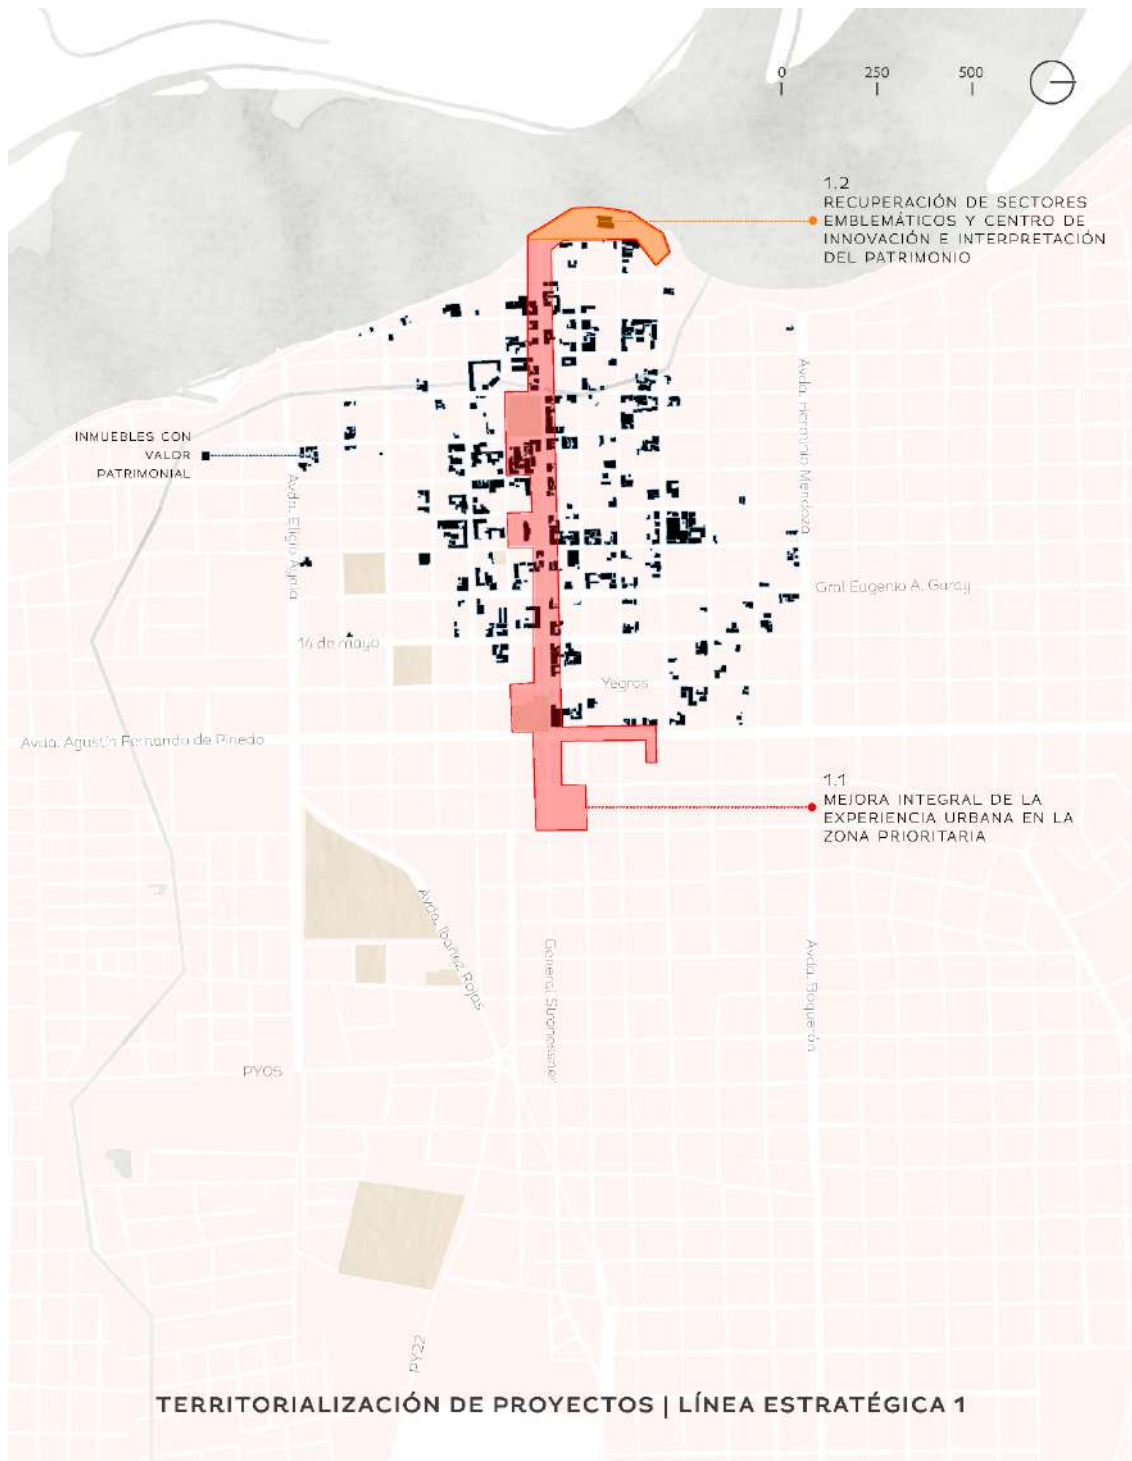 0 250 500
1.2
RECUPERACIÓN DE SECTORES
EMBLEMÁTICOS Y CENTRO DE
INNOVACIÓN E INTERPRETACIÓN
DEL PATRIMONIO
INMUEBLES CON
VALOR
PATRIMONIAL
Avda. Eligio Ayala
Avda. Herminio Mendoza
Gral Eugenio A. Garay
14 de mayo
Yegros
Avda. Agustín Fernando de Pinedo
1.1
MEJORA INTEGRAL DE LA
EXPERIENCIA URBANA EN LA
ZONA PRIORITARIA
Avda. Ibañez Rojas
General Stroessner
Avda. Boquerón
PY05
PY22
TERRITORIALIZACIÓN DE PROYECTOS | LÍNEA ESTRATÉGICA 1